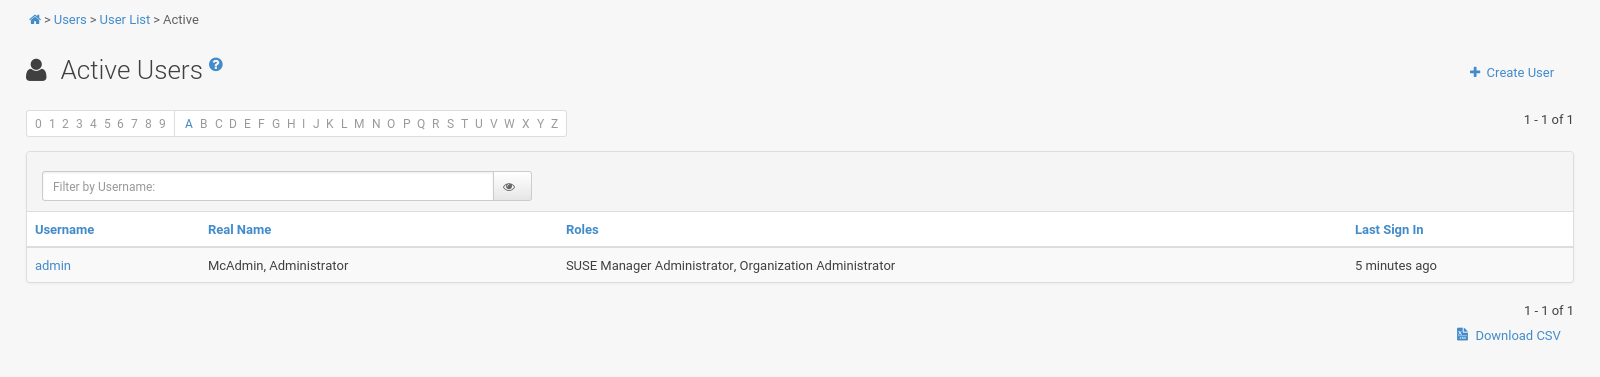 > Users > User List > Active
Active Users ?
Create User
0 1 2 3 4 5 6 7 8 9 A B C D E F G H I J K L M N O P Q R S T U V W X Y Z
1 - 1 of 1
Filter by Username:
Username Real Name Roles Last Sign In
admin McAdmin, Administrator SUSE Manager Administrator, Organization Administrator 5 minutes ago
1 - 1 of 1
Download CSV